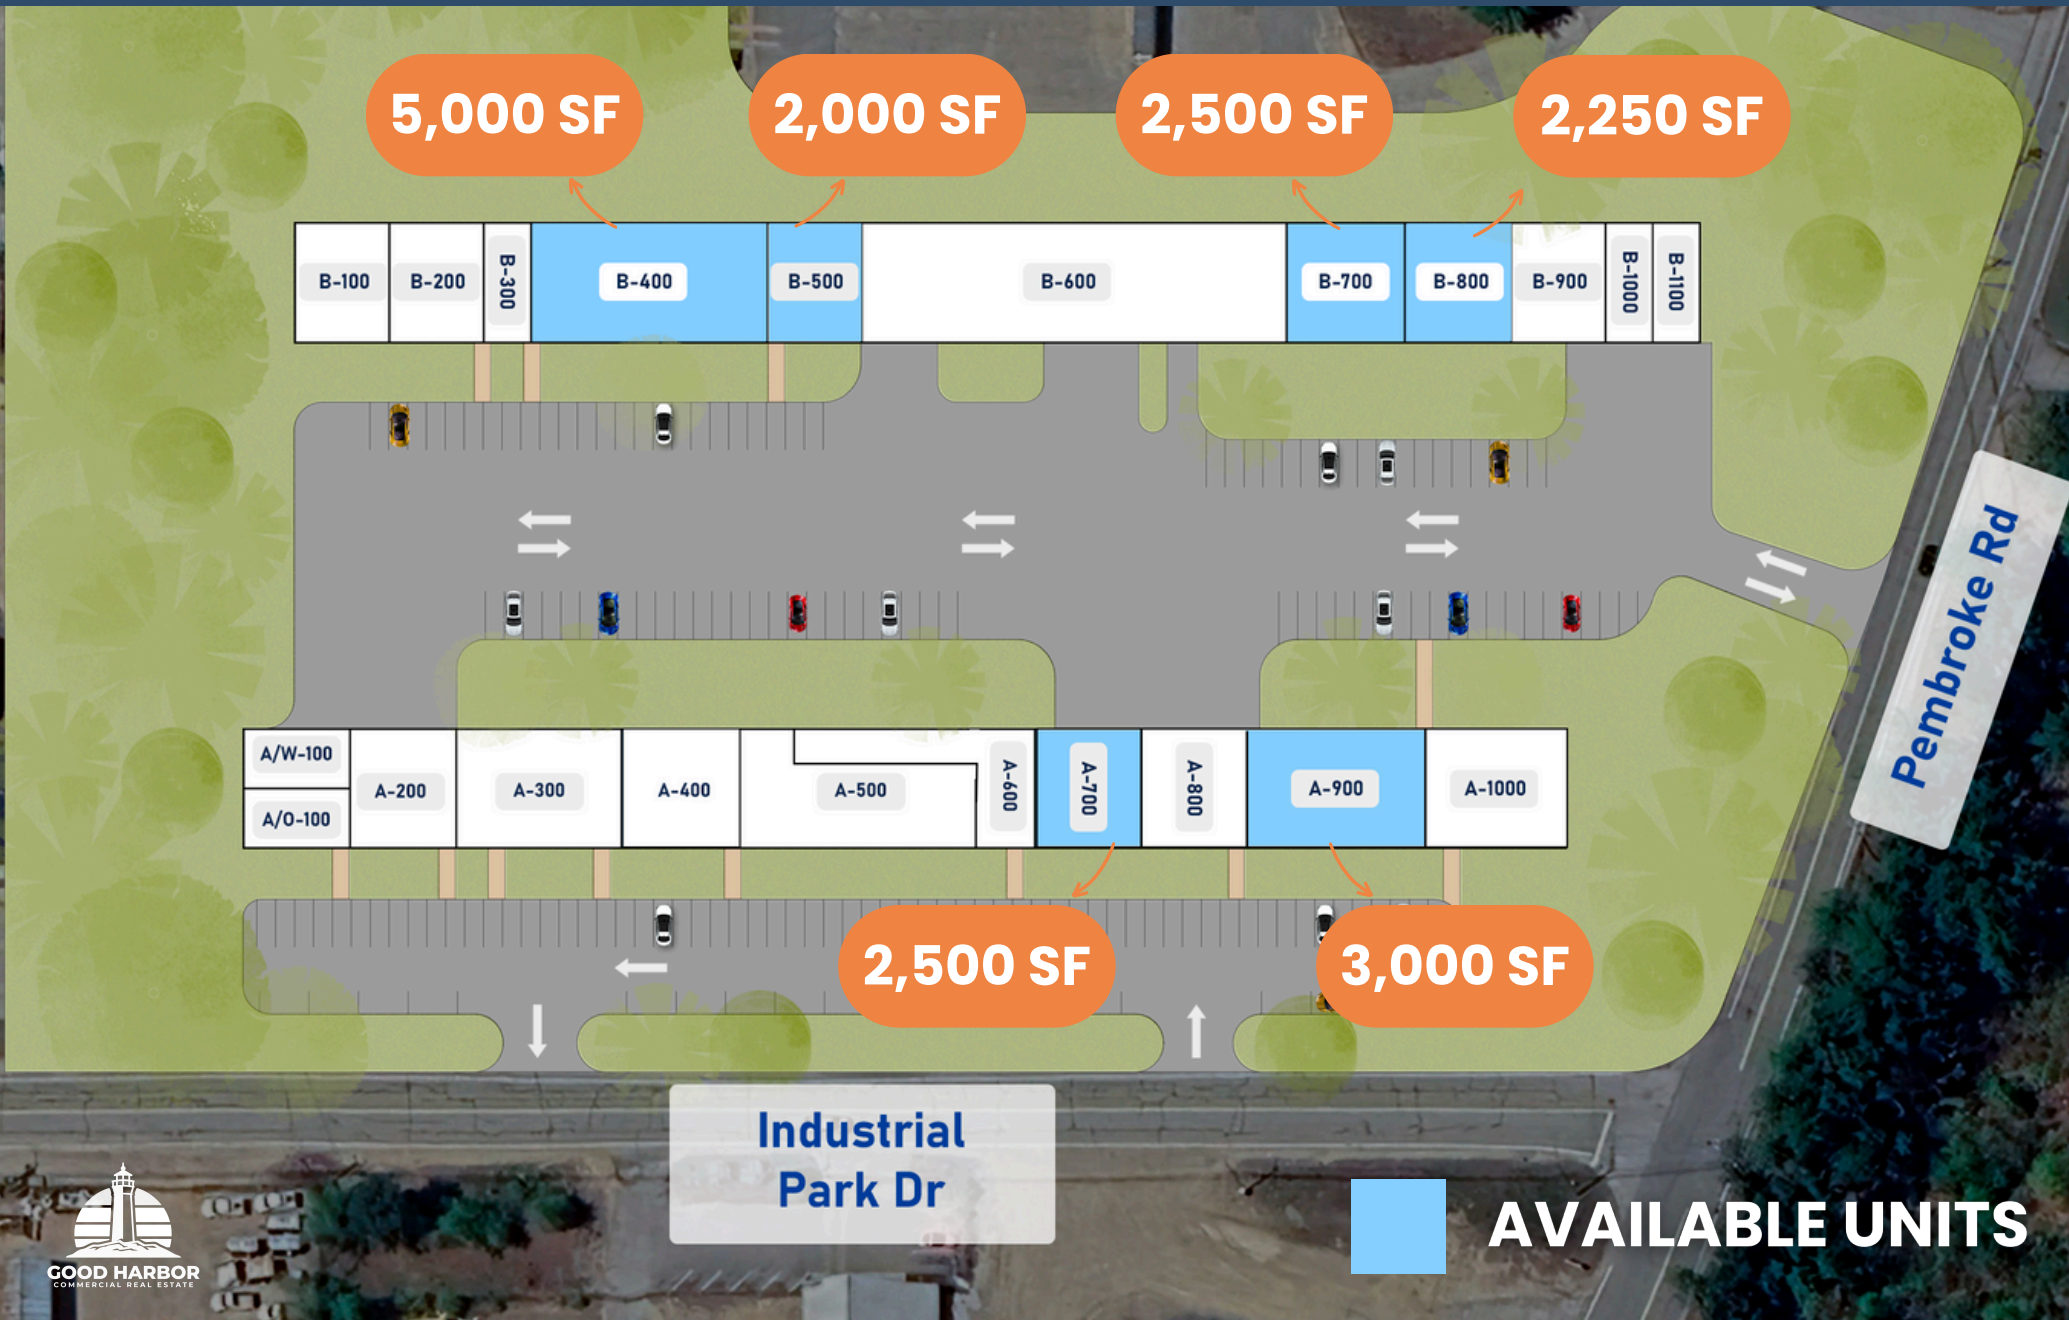 5,000 SF
2,000 SF
2,500 SF
2,250 SF
B-100
B-200
B-300
B-400
B-500
B-600
B-700
B-800
B-900
B-1000
B-1100
Pembroke Rd
A/W-100
A/O-100
A-200
A-300
A-400
A-500
A-600
A-700
A-800
A-900
A-1000
2,500 SF
3,000 SF
Industrial
Park Dr
AVAILABLE UNITS
GOOD HARBOR
COMMERCIAL REAL ESTATE